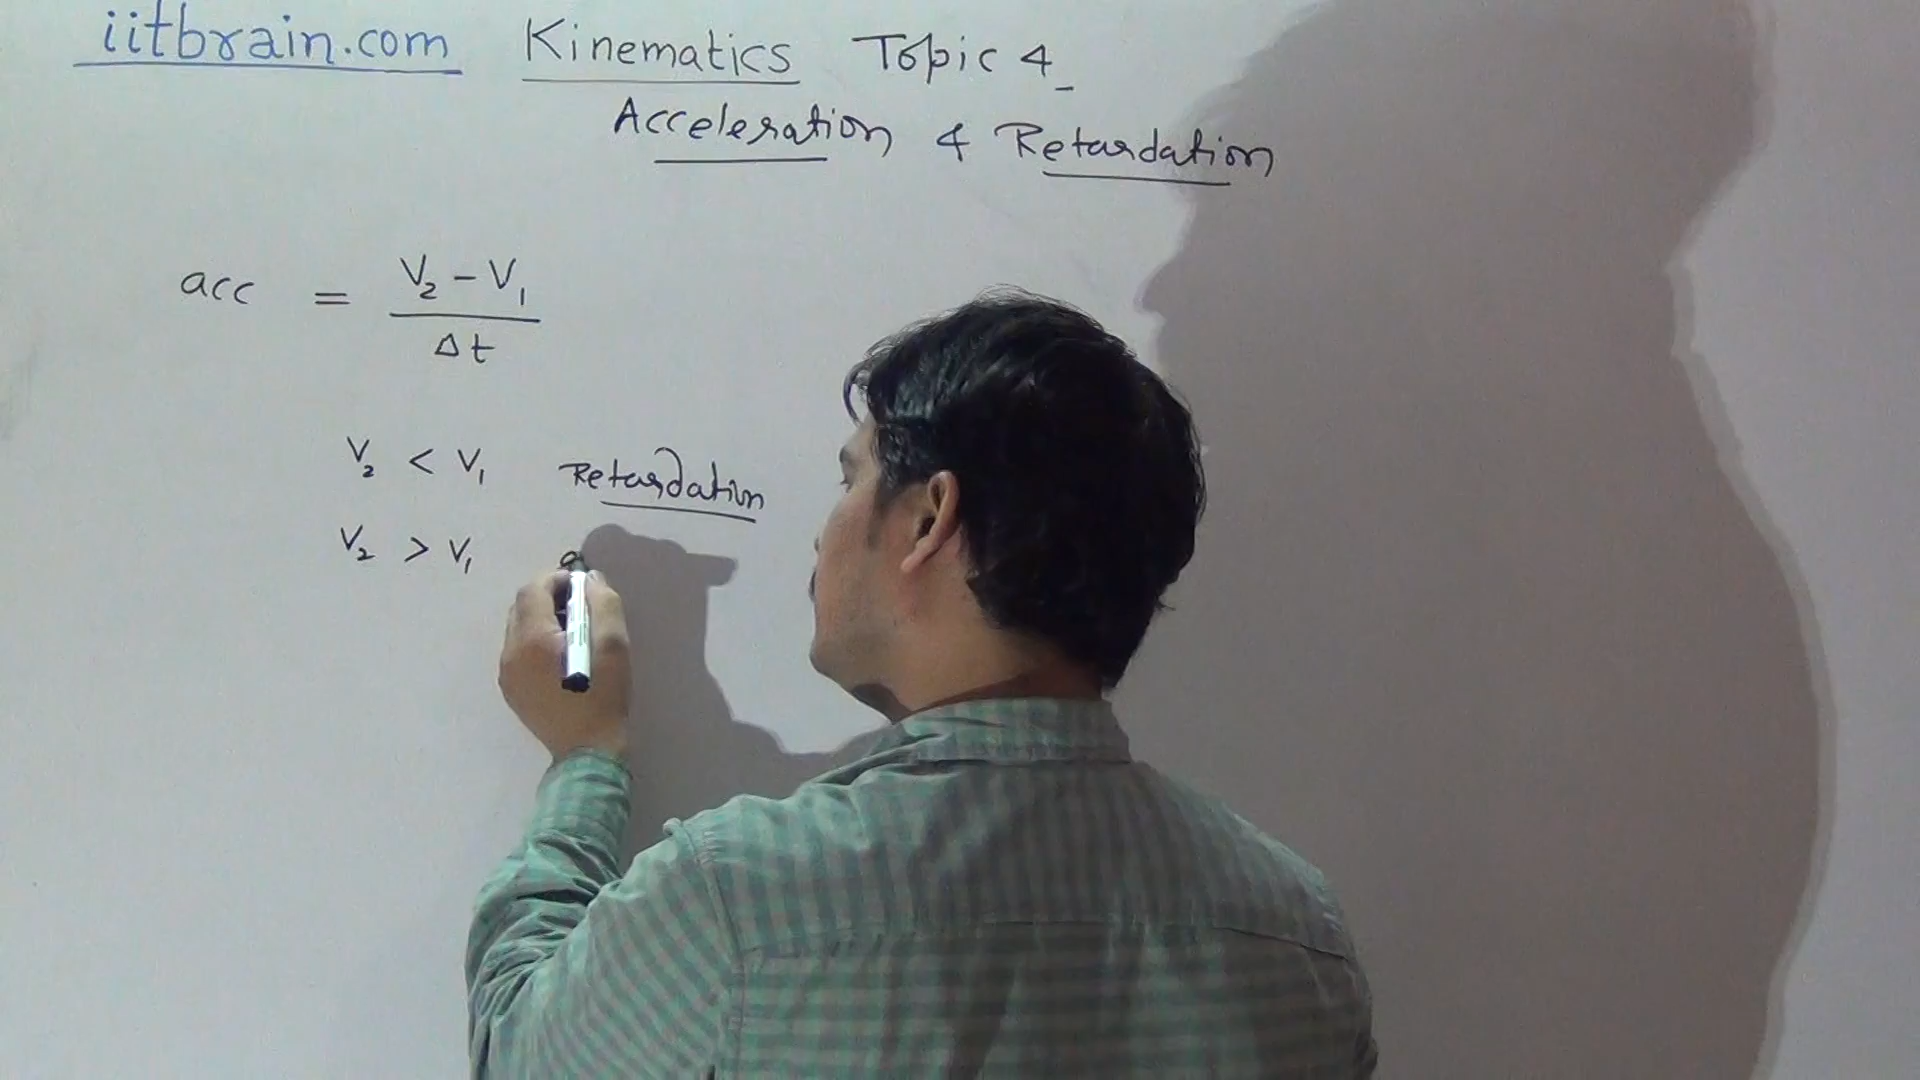 iitbrain.com Kinematics Topic 4
Acceleration & Retardation
acc = V₂ - V₁ / Δt
V₂ < V₁ Retardation
V₂ > V₁ a